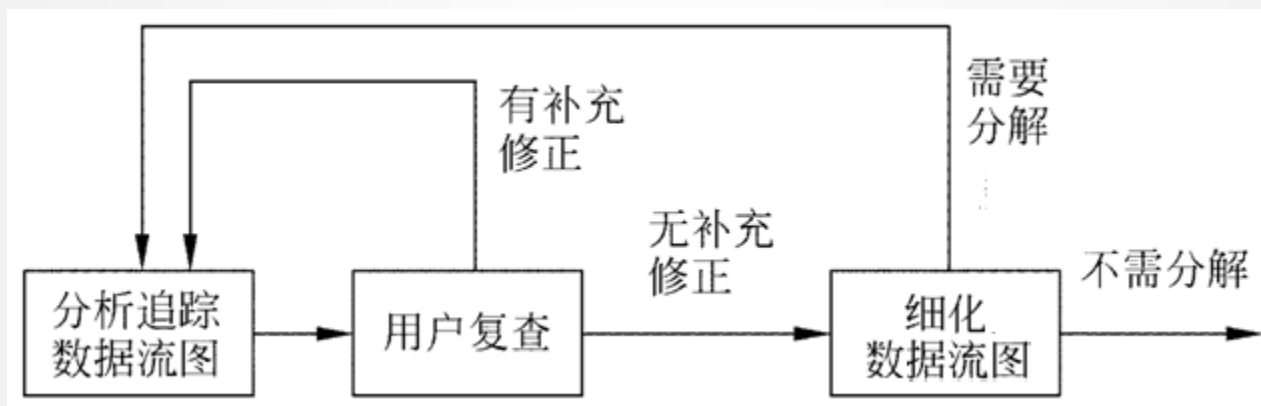 需要
分解
有补充
修正
无补充
修正
不需分解
分析追踪
数据流图
用户复查
细化
数据流图